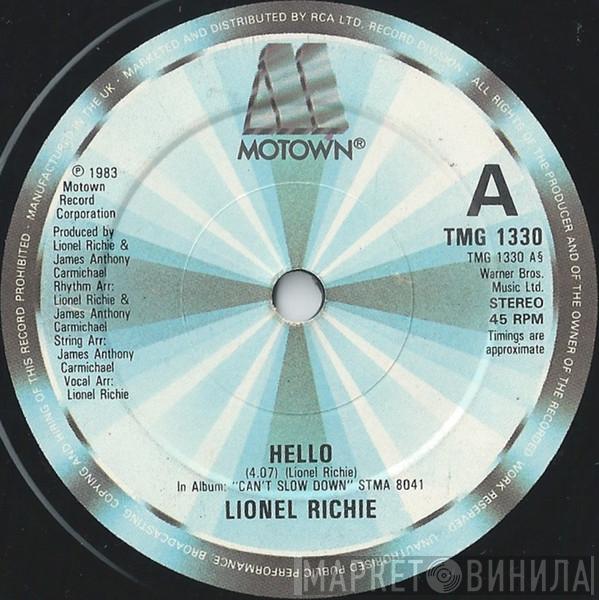 MANUFACTURED IN THE UK · MARKETED AND DISTRIBUTED BY RCA LTD, RECORD DIVISION · ALL RIGHTS OF THE PRODUCER AND OF THE OWNER OF THE RECORDED WORK RESERVED · UNAUTHORISED PUBLIC PERFORMANCE, BROADCASTING, COPYING AND HIRING OF THIS RECORD PROHIBITED ·
MOTOWN®
℗ 1983
Motown
Record
Corporation
Produced by
Lionel Richie &
James Anthony
Carmichael
Rhythm Arr:
Lionel Richie &
James Anthony
Carmichael
String Arr:
James Anthony
Carmichael
Vocal Arr:
Lionel Richie
A
TMG 1330
TMG 1330 A§
Warner Bros.
Music Ltd.
STEREO
45 RPM
Timings are
approximate
HELLO
(4.07) (Lionel Richie)
In Album: "CAN'T SLOW DOWN" STMA 8041
LIONEL RICHIE
МАРКЕТ ВИНИЛА